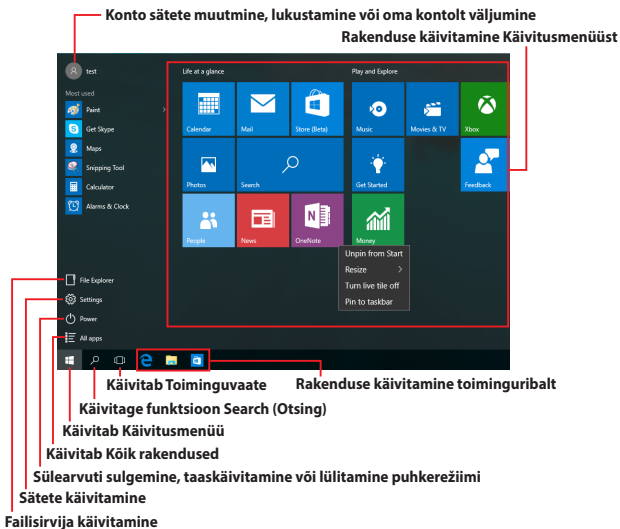 Konto sätete muutmine, lukustamine või oma kontolt väljumine
Rakenduse käivitamine Käivitusmenüüst
test
Most used
Paint
Get Skype
Maps
Snipping Tool
Calculator
Alarms & Clock
File Explorer
Settings
Power
All apps
Life at a glance
Calendar
Mail
Store (Beta)
Photos
Search
People
News
OneNote
Play and Explore
Music
Movies & TV
Xbox
Get Started
Feedback
Money
Unpin from Start
Resize
Turn live tile off
Pin to taskbar
Käivitab Toiminguvaate
Rakenduse käivitamine toiminguribalt
Käivitage funktsioon Search (Otsing)
Käivitab Käivitusmenüü
Käivitab Kõik rakendused
Sülearvuti sulgemine, taaskäivitamine või lülitamine puhkerežiimi
Sätete käivitamine
Failisirvija käivitamine